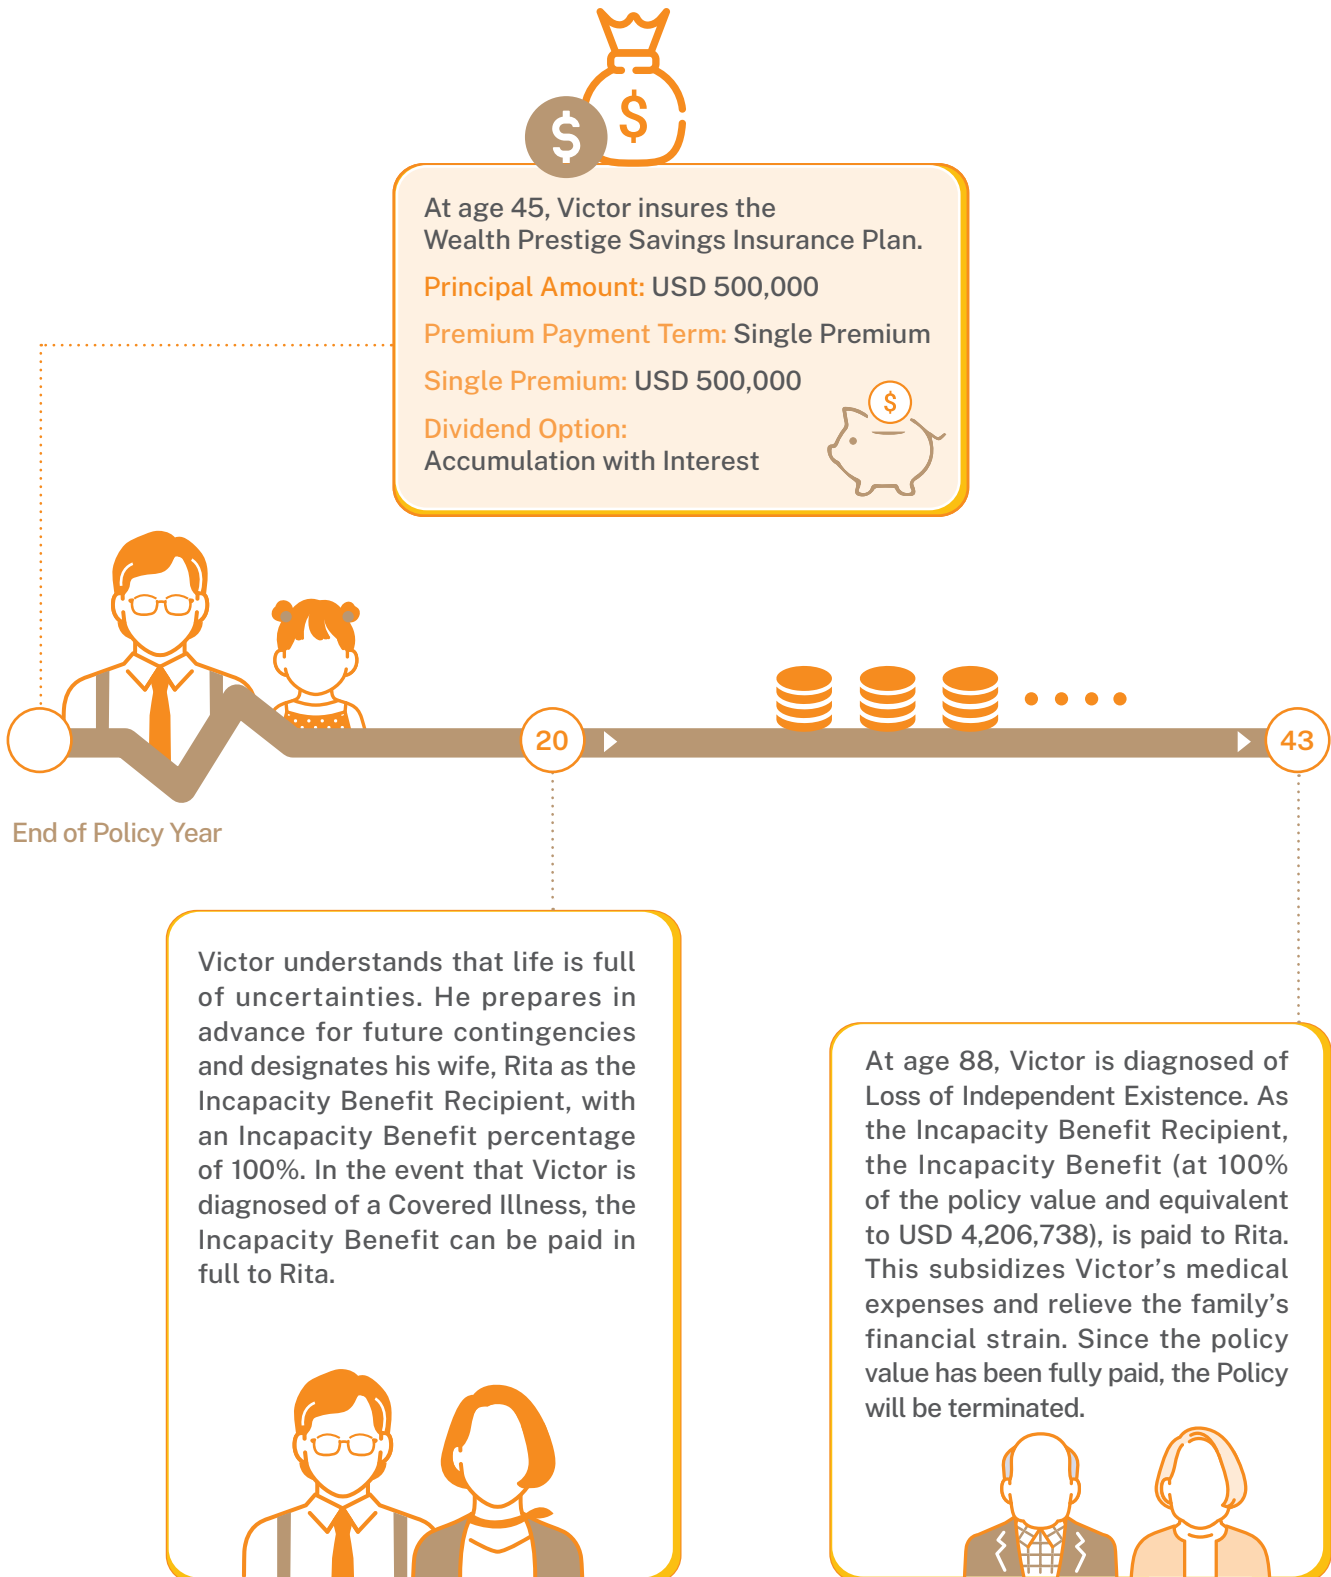 $
$
At age 45, Victor insures the
Wealth Prestige Savings Insurance Plan.
Principal Amount: USD 500,000
Premium Payment Term: Single Premium
Single Premium: USD 500,000
$
Dividend Option:
Accumulation with Interest
20
43
End of Policy Year
Victor understands that life is full
of uncertainties. He prepares in
advance for future contingencies
and designates his wife, Rita as the
Incapacity Benefit Recipient, with
an Incapacity Benefit percentage
of 100%. In the event that Victor is
diagnosed of a Covered Illness, the
Incapacity Benefit can be paid in
full to Rita.
At age 88, Victor is diagnosed of
Loss of Independent Existence. As
the Incapacity Benefit Recipient,
the Incapacity Benefit (at 100%
of the policy value and equivalent
to USD 4,206,738), is paid to Rita.
This subsidizes Victor’s medical
expenses and relieve the family’s
financial strain. Since the policy
value has been fully paid, the Policy
will be terminated.